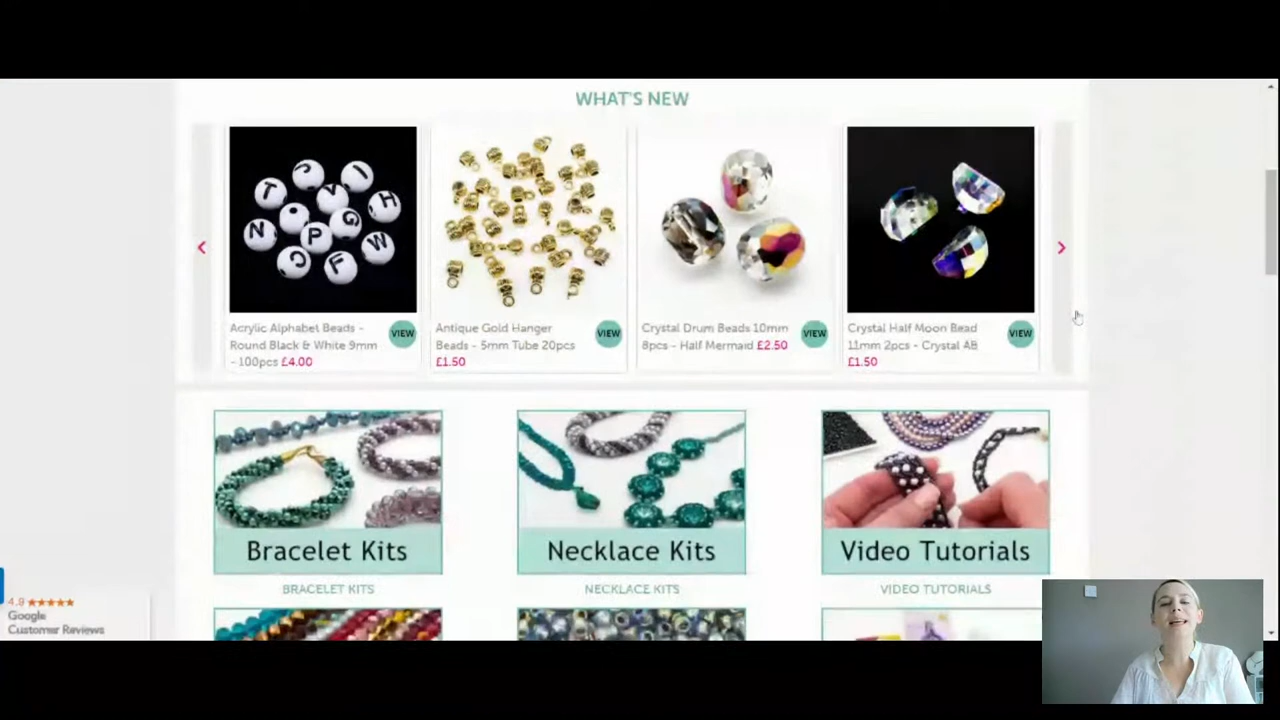 WHAT'S NEW
T C I V H N O G P W C F
Acrylic Alphabet Beads -
Round Black & White 9mm
- 100pcs £4.00
VIEW
Antique Gold Hanger
Beads - 5mm Tube 20pcs
£1.50
VIEW
Crystal Drum Beads 10mm
8pcs - Half Mermaid £2.50
VIEW
Crystal Half Moon Bead
11mm 2pcs - Crystal AB
£1.50
VIEW
Bracelet Kits
BRACELET KITS
Necklace Kits
NECKLACE KITS
Video Tutorials
VIDEO TUTORIALS
4.9
Google
Customer Reviews